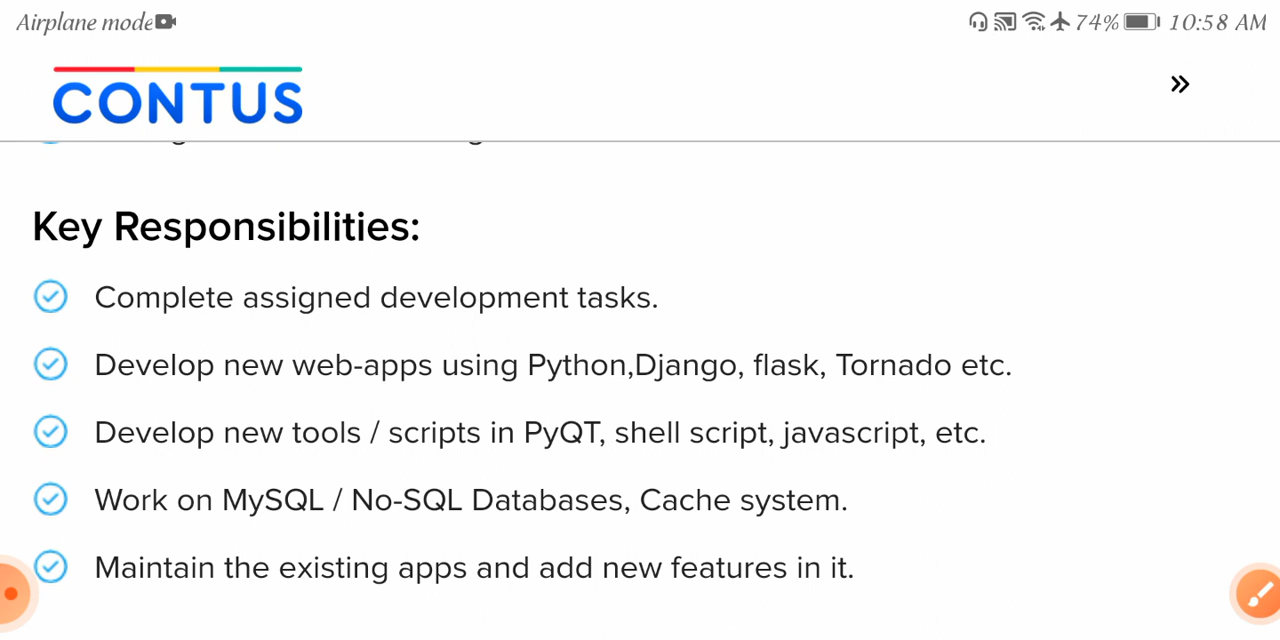 Airplane mode
74% 10:58 AM
CONTUS
Key Responsibilities:
Complete assigned development tasks.
Develop new web-apps using Python,Django, flask, Tornado etc.
Develop new tools / scripts in PyQT, shell script, javascript, etc.
Work on MySQL / No-SQL Databases, Cache system.
Maintain the existing apps and add new features in it.